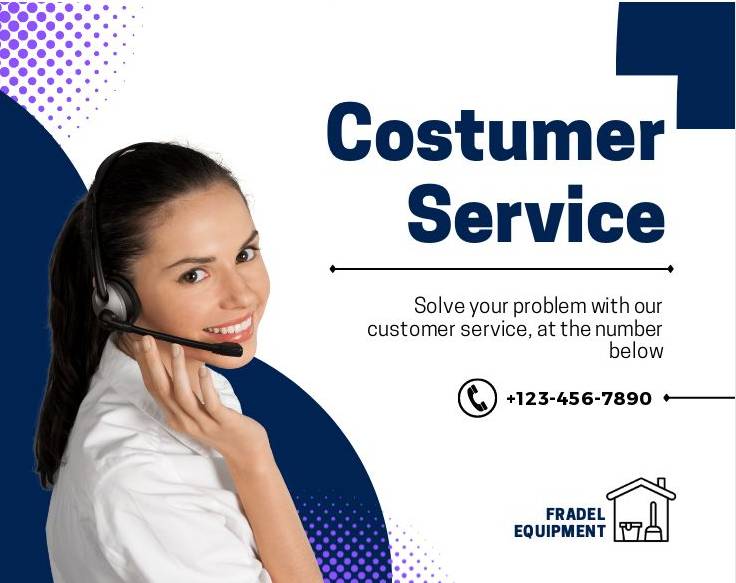 Costumer
Service
Solve your problem with our
customer service, at the number
below
+123-456-7890
FRADEL
EQUIPMENT